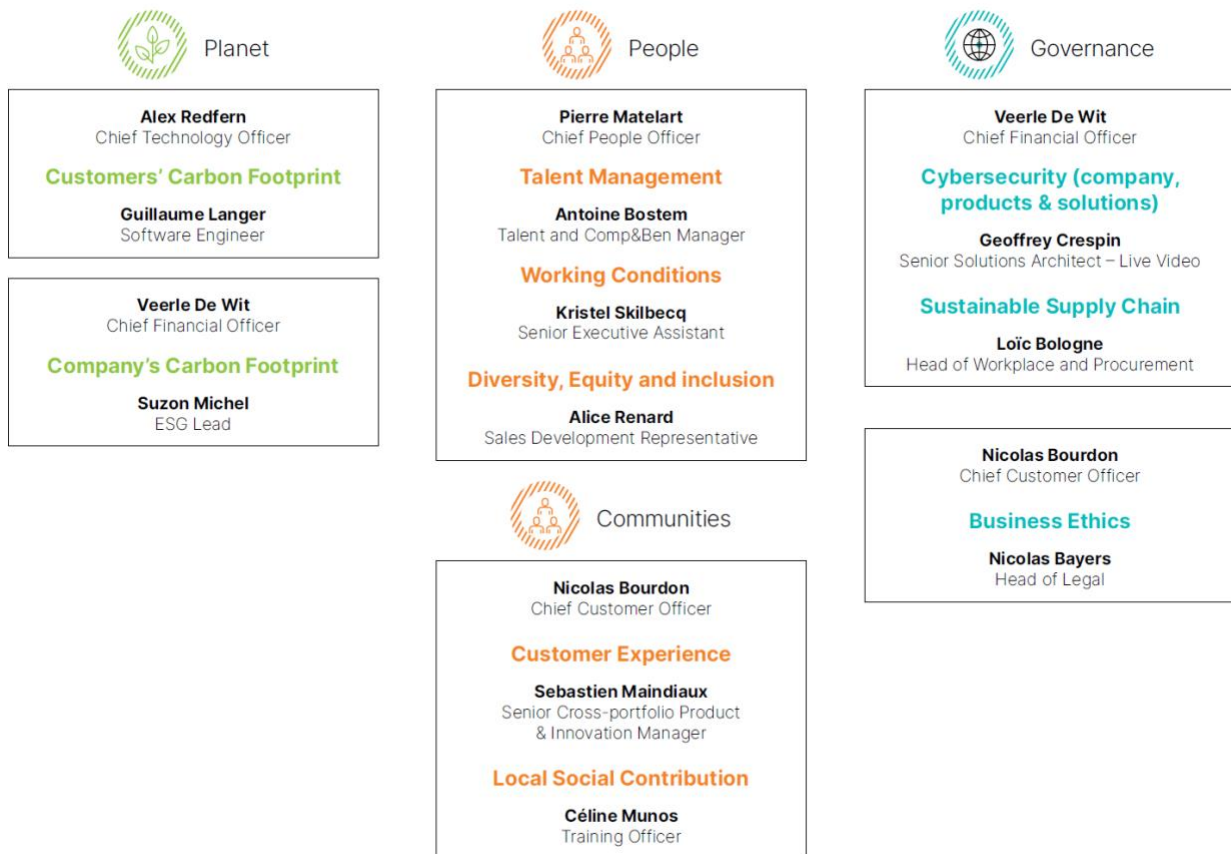 Planet
Alex Redfern
Chief Technology Officer
Customers’ Carbon Footprint
Guillaume Langer
Software Engineer
Veerle De Wit
Chief Financial Officer
Company’s Carbon Footprint
Suzon Michel
ESG Lead
People
Pierre Matelart
Chief People Officer
Talent Management
Antoine Bostem
Talent and Comp&Ben Manager
Working Conditions
Kristel Skilbecq
Senior Executive Assistant
Diversity, Equity and inclusion
Alice Renard
Sales Development Representative
Communities
Nicolas Bourdon
Chief Customer Officer
Customer Experience
Sebastien Maindiaux
Senior Cross-portfolio Product
& Innovation Manager
Local Social Contribution
Céline Munos
Training Officer
Governance
Veerle De Wit
Chief Financial Officer
Cybersecurity (company,
products & solutions)
Geoffrey Crespin
Senior Solutions Architect – Live Video
Sustainable Supply Chain
Loïc Bologne
Head of Workplace and Procurement
Nicolas Bourdon
Chief Customer Officer
Business Ethics
Nicolas Bayers
Head of Legal